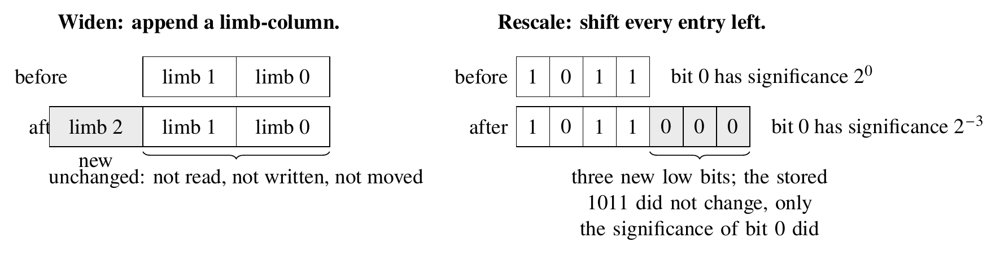 Widen: append a limb-column.
before
limb 1 limb 0
aft
limb 2 limb 1 limb 0
new
unchanged: not read, not written, not moved
Rescale: shift every entry left.
before 1 0 1 1 bit 0 has significance 2⁰
after 1 0 1 1 0 0 0 bit 0 has significance 2⁻³
three new low bits; the stored
1011 did not change, only
the significance of bit 0 did